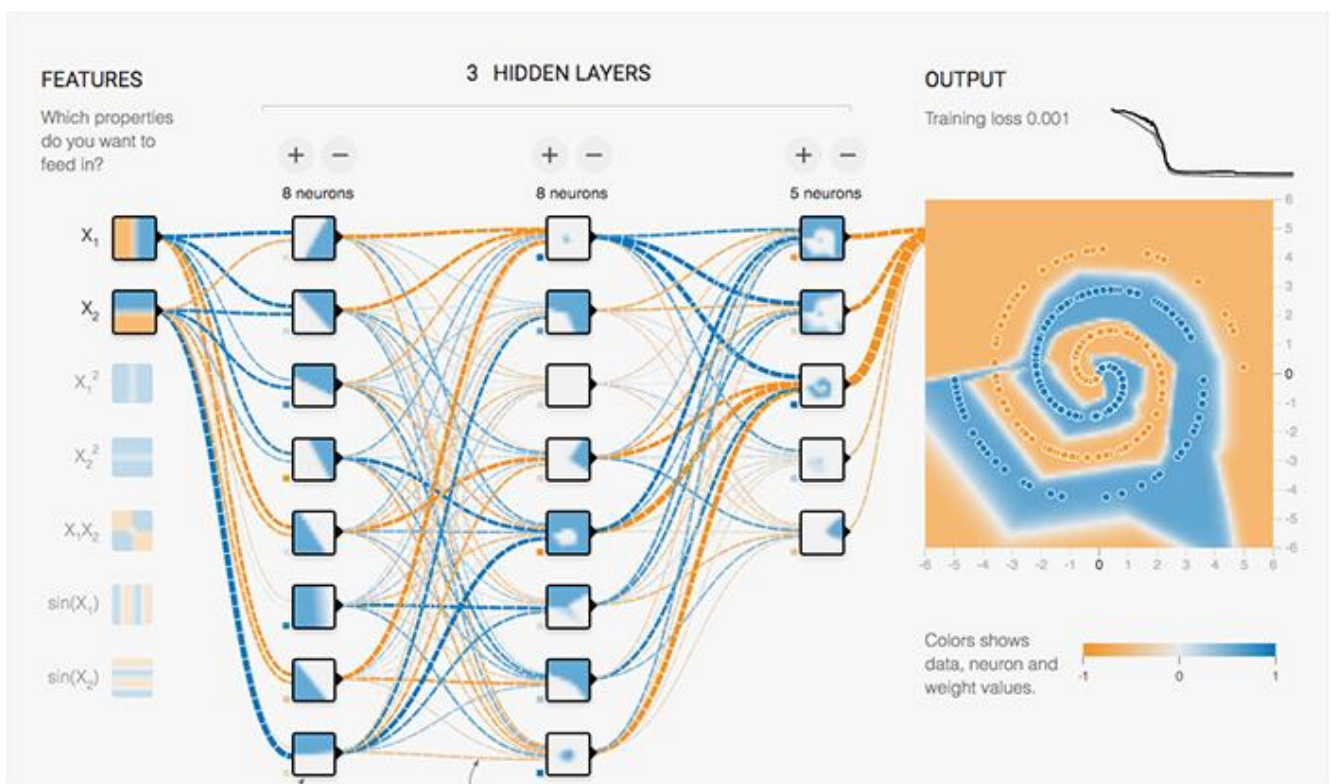 FEATURES
Which properties
do you want to
feed in?
X₁
X₂
X₁²
X₂²
X₁X₂
sin(X₁)
sin(X₂)
3 HIDDEN LAYERS
+ −
+ −
+ −
8 neurons
8 neurons
5 neurons
OUTPUT
Training loss 0.001
6
5
4
3
2
1
0
-1
-2
-3
-4
-5
-6
-6 -5 -4 -3 -2 -1 0 1 2 3 4 5 6
Colors shows
data, neuron and
weight values.
-1 0 1